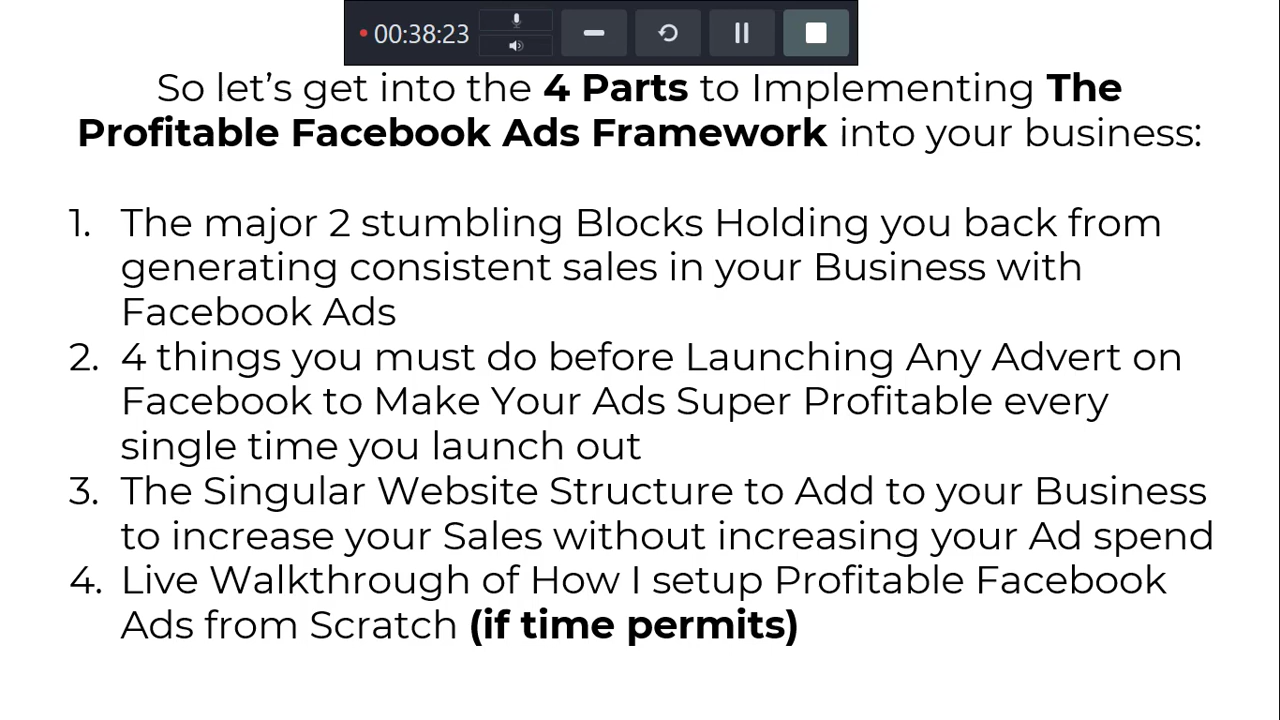 00:38:23
So let's get into the 4 Parts to Implementing The
Profitable Facebook Ads Framework into your business:
1. The major 2 stumbling Blocks Holding you back from
generating consistent sales in your Business with
Facebook Ads
2. 4 things you must do before Launching Any Advert on
Facebook to Make Your Ads Super Profitable every
single time you launch out
3. The Singular Website Structure to Add to your Business
to increase your Sales without increasing your Ad spend
4. Live Walkthrough of How I setup Profitable Facebook
Ads from Scratch (if time permits)